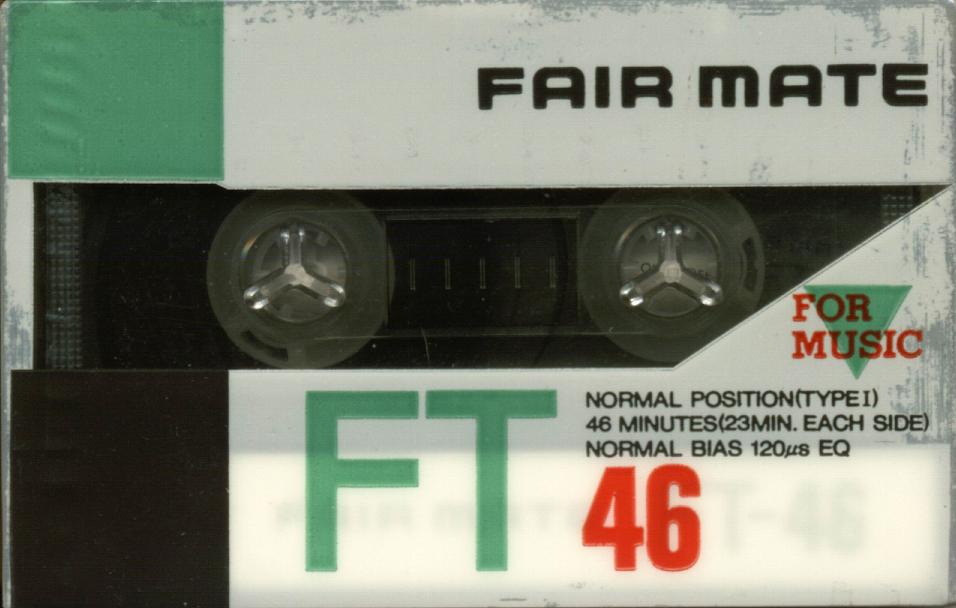 FAIR MATE
FOR
MUSIC
FT
NORMAL POSITION(TYPE I)
46 MINUTES(23MIN. EACH SIDE)
NORMAL BIAS 120μs EQ
46